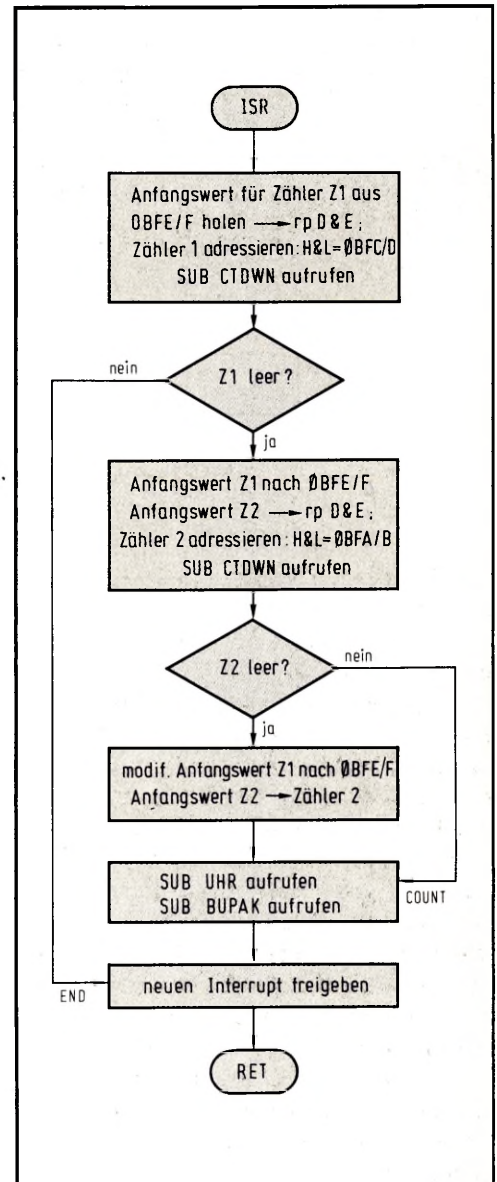 ISR
Anfangswert für Zähler Z1 aus
0BFE/F holen → rp D&E;
Zähler 1 adressieren: H&L=ØBFC/D
SUB CTDWN aufrufen
nein
Z1 leer?
ja
Anfangswert Z1 nach ØBFE/F
Anfangswert Z2 → rp D&E;
Zähler 2 adressieren: H&L=ØBFA/B
SUB CTDWN aufrufen
Z2 leer?
nein
ja
modif. Anfangswert Z1 nach ØBFE/F
Anfangswert Z2 → Zähler 2
SUB UHR aufrufen
SUB BUPAK aufrufen
COUNT
END
neuen Interrupt freigeben
RET